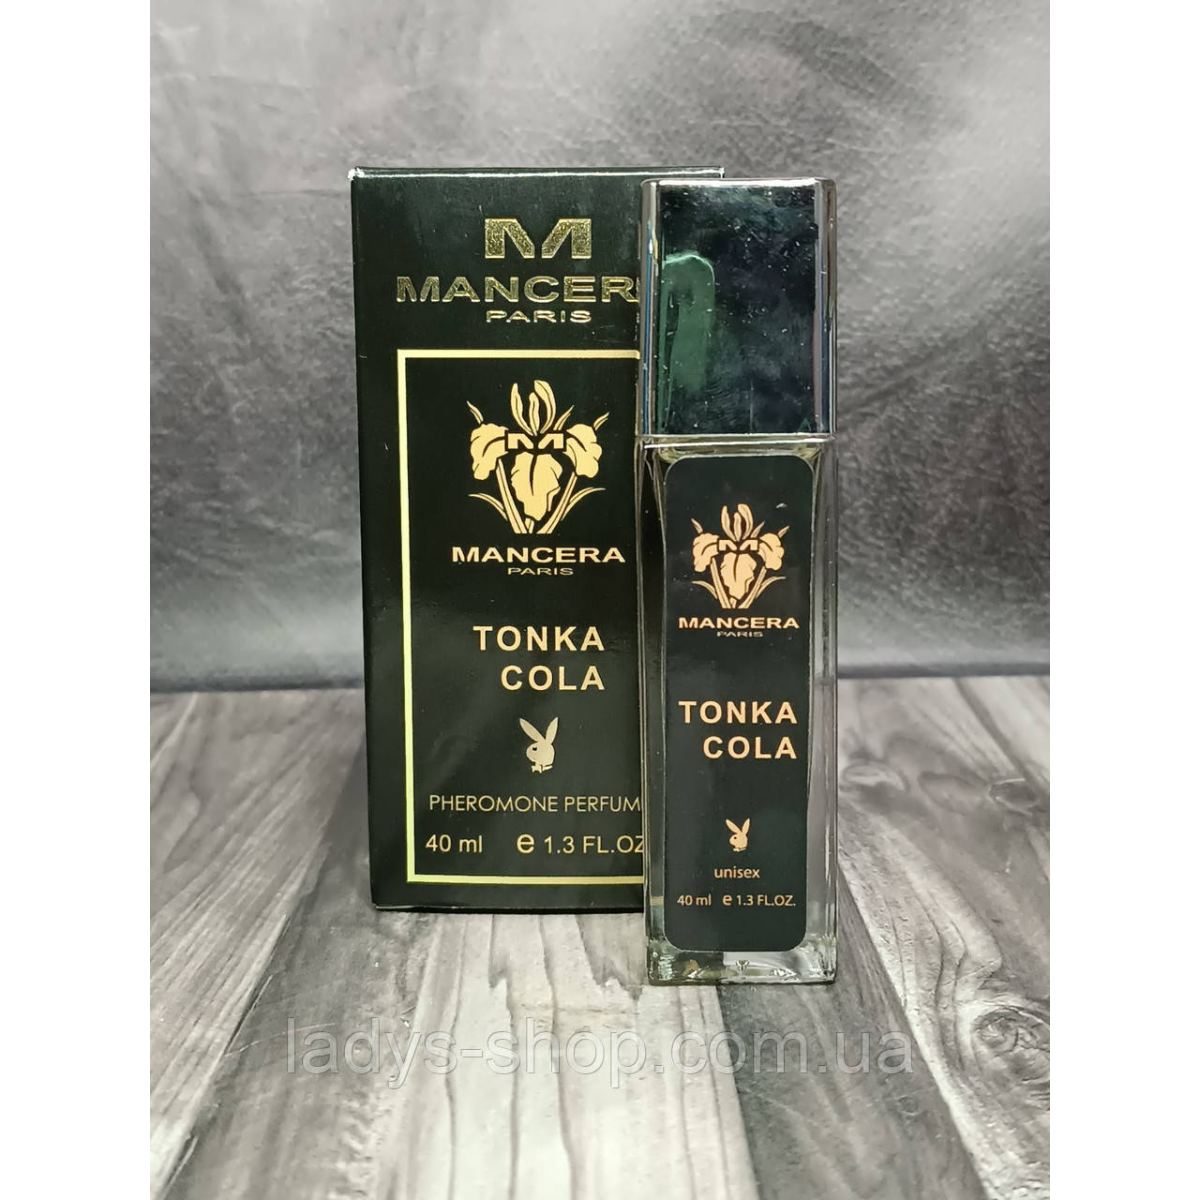 M
MANCER
PARIS
M
MANCERA
PARIS
TONKA
COLA
PHEROMONE PERFUM
40 ml e 1.3 FL.OZ
M
MANCERA
PARIS
TONKA
COLA
unisex
40 ml e 1.3 FL.OZ.
ladys-shop.com.ua